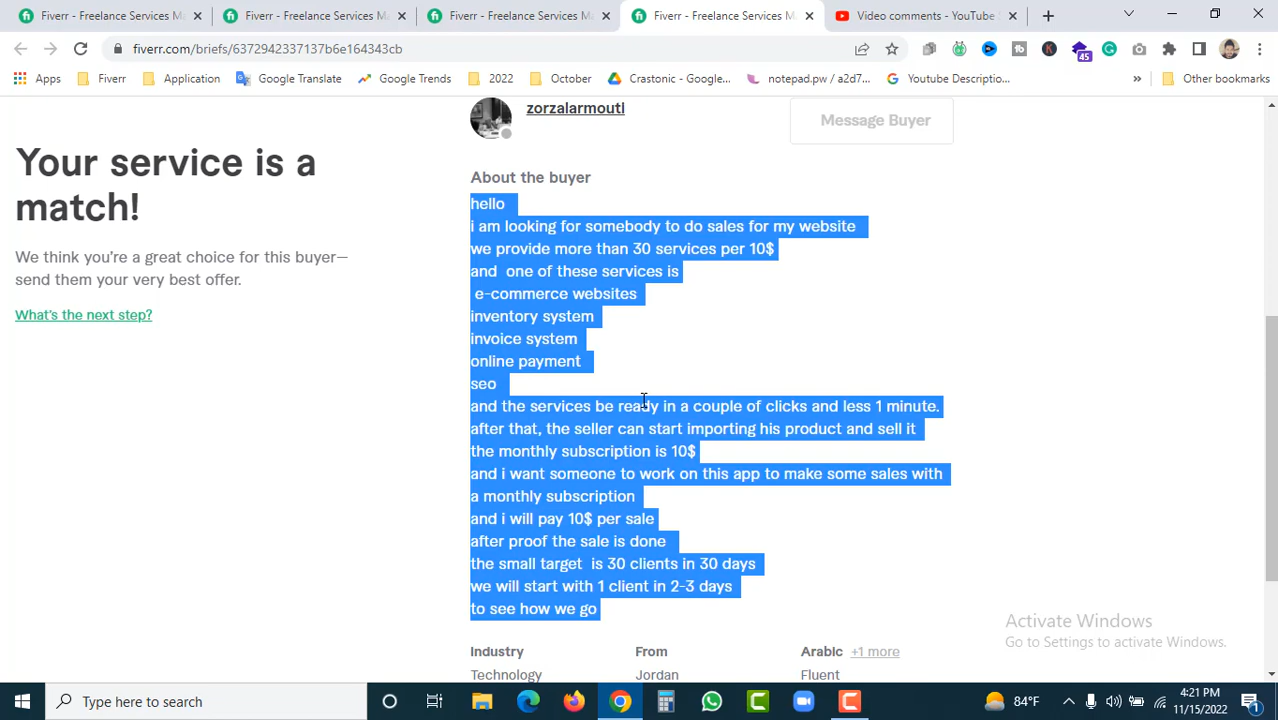 Fiverr - Freelance Services M
Fiverr - Freelance Services M
Fiverr - Freelance Services M
Fiverr - Freelance Services M
Video comments - YouTube S
fiverr.com/briefs/6372942337137b6e164343cb
45
Apps
Fiverr
Application
Google Translate
Google Trends
2022
October
Crastonic - Google...
notepad.pw / a2d7...
Youtube Descriptio...
»
Other bookmarks
zorzalarmouti
Message Buyer
Your service is a
match!
We think you're a great choice for this buyer—
send them your very best offer.
What's the next step?
About the buyer
hello
i am looking for somebody to do sales for my website
we provide more than 30 services per 10$
and  one of these services is
e-commerce websites
inventory system
invoice system
online payment
seo
and the services be ready in a couple of clicks and less 1 minute.
after that, the seller can start importing his product and sell it
the monthly subscription is 10$
and i want someone to work on this app to make some sales with
a monthly subscription
and i will pay 10$ per sale
after proof the sale is done
the small target  is 30 clients in 30 days
we will start with 1 client in 2-3 days
to see how we go
Activate Windows
Go to Settings to activate Windows.
Industry
From
Arabic
+1 more
Technology
Jordan
Fluent
Type here to search
84°F
4:21 PM
11/15/2022
1